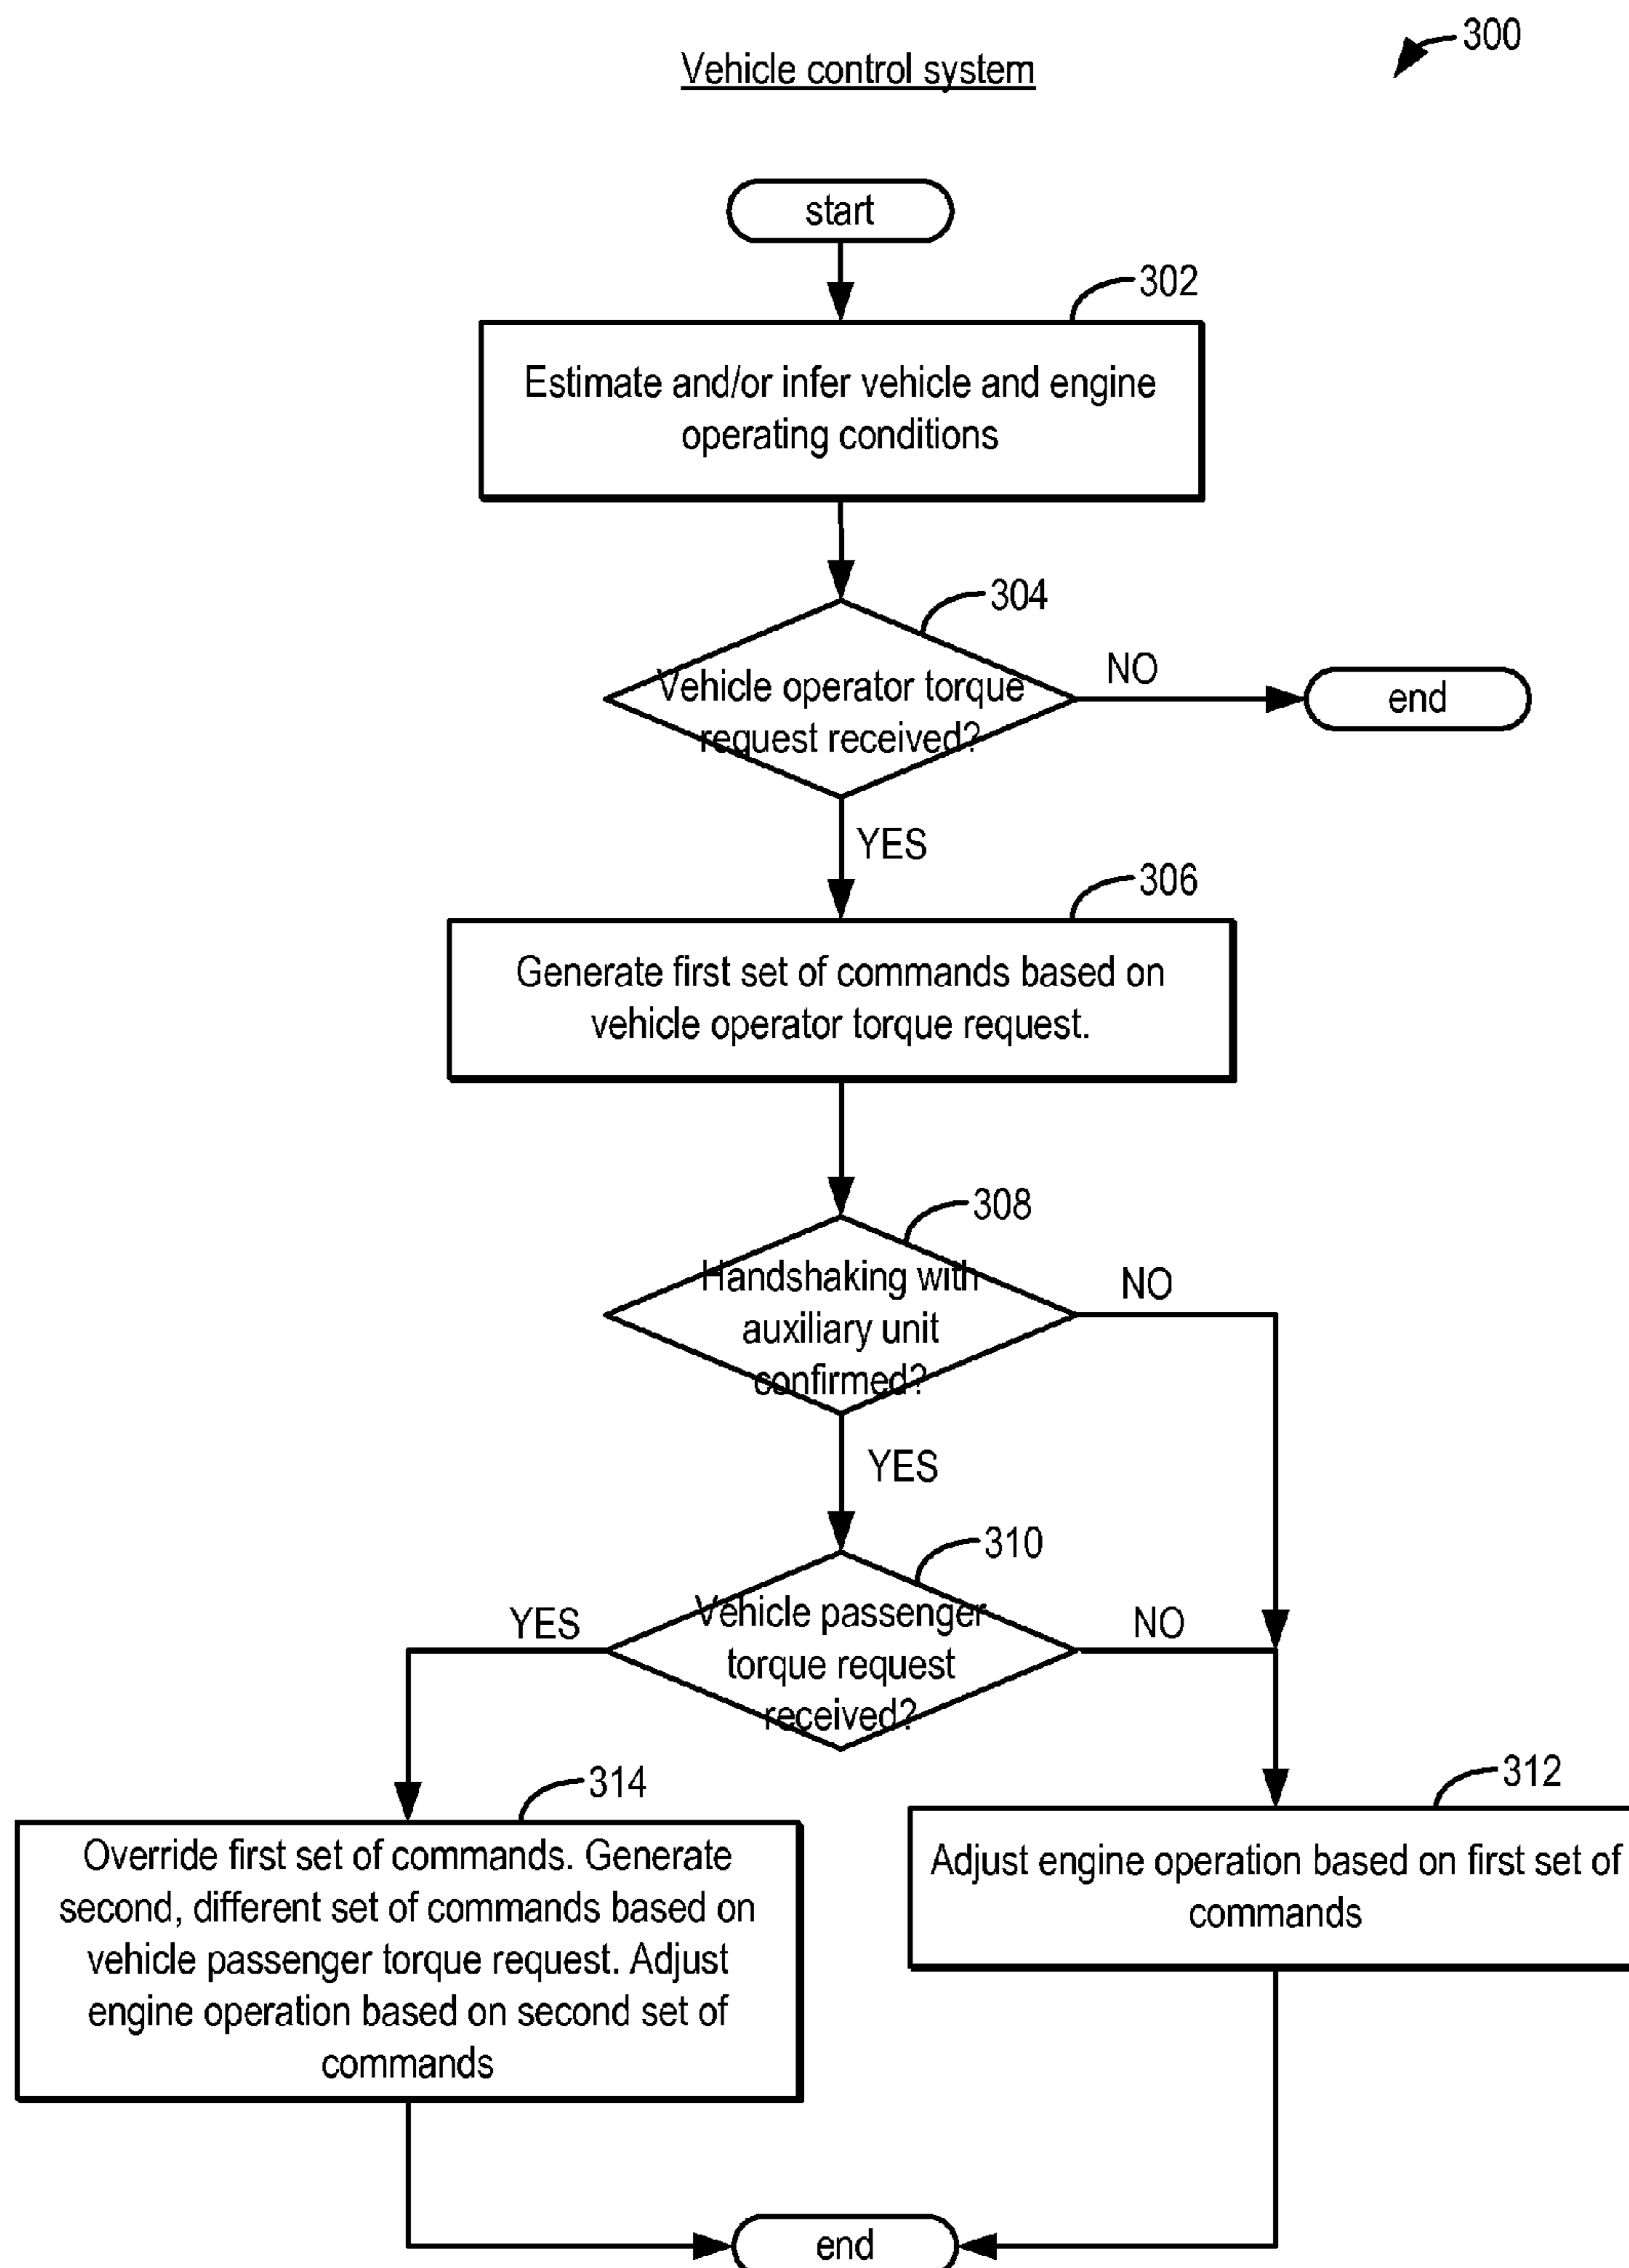 300
Vehicle control system
start
302
Estimate and/or infer vehicle and engine
operating conditions
304
Vehicle operator torque
request received?
NO
end
YES
306
Generate first set of commands based on
vehicle operator torque request.
308
Handshaking with
auxiliary unit
confirmed?
NO
YES
310
Vehicle passenger
torque request
received?
YES
NO
314
Override first set of commands. Generate
second, different set of commands based on
vehicle passenger torque request. Adjust
engine operation based on second set of
commands
312
Adjust engine operation based on first set of
commands
end